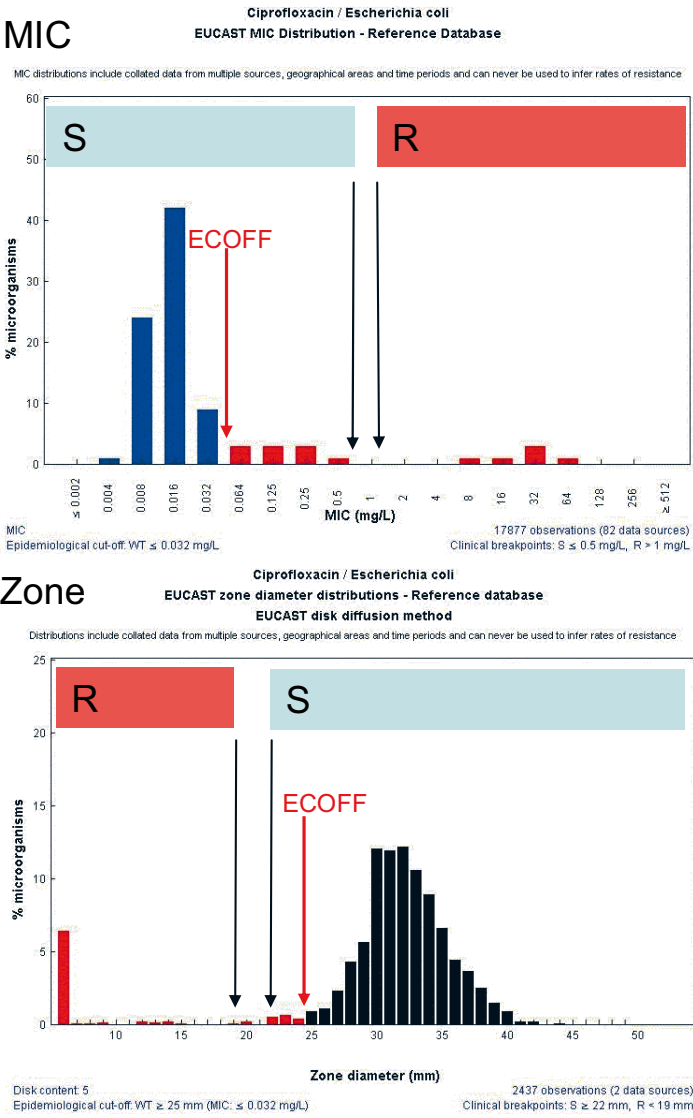 MIC
Ciprofloxacin / Escherichia coli
EUCAST MIC Distribution - Reference Database
MIC distributions include collated data from multiple sources, geographical areas and time periods and can never be used to infer rates of resistance
60
50
40
30
20
10
0
% microorganisms
S
R
ECOFF
≤ 0.002
0.004
0.008
0.016
0.032
0.064
0.125
0.25
0.5
1
2
4
8
16
32
64
128
256
≥ 512
MIC (mg/L)
MIC
Epidemiological cut-off: WT ≤ 0.032 mg/L
17877 observations (82 data sources)
Clinical breakpoints: S ≤ 0.5 mg/L, R > 1 mg/L
Zone
Ciprofloxacin / Escherichia coli
EUCAST zone diameter distributions - Reference database
EUCAST disk diffusion method
Distributions include collated data from multiple sources, geographical areas and time periods and can never be used to infer rates of resistance
25
20
15
10
5
0
% microorganisms
R
S
ECOFF
10
15
20
25
30
35
40
45
50
Zone diameter (mm)
Disk content: 5
Epidemiological cut-off: WT ≥ 25 mm (MIC: ≤ 0.032 mg/L)
2437 observations (2 data sources)
Clinical breakpoints: S ≥ 22 mm, R < 19 mm